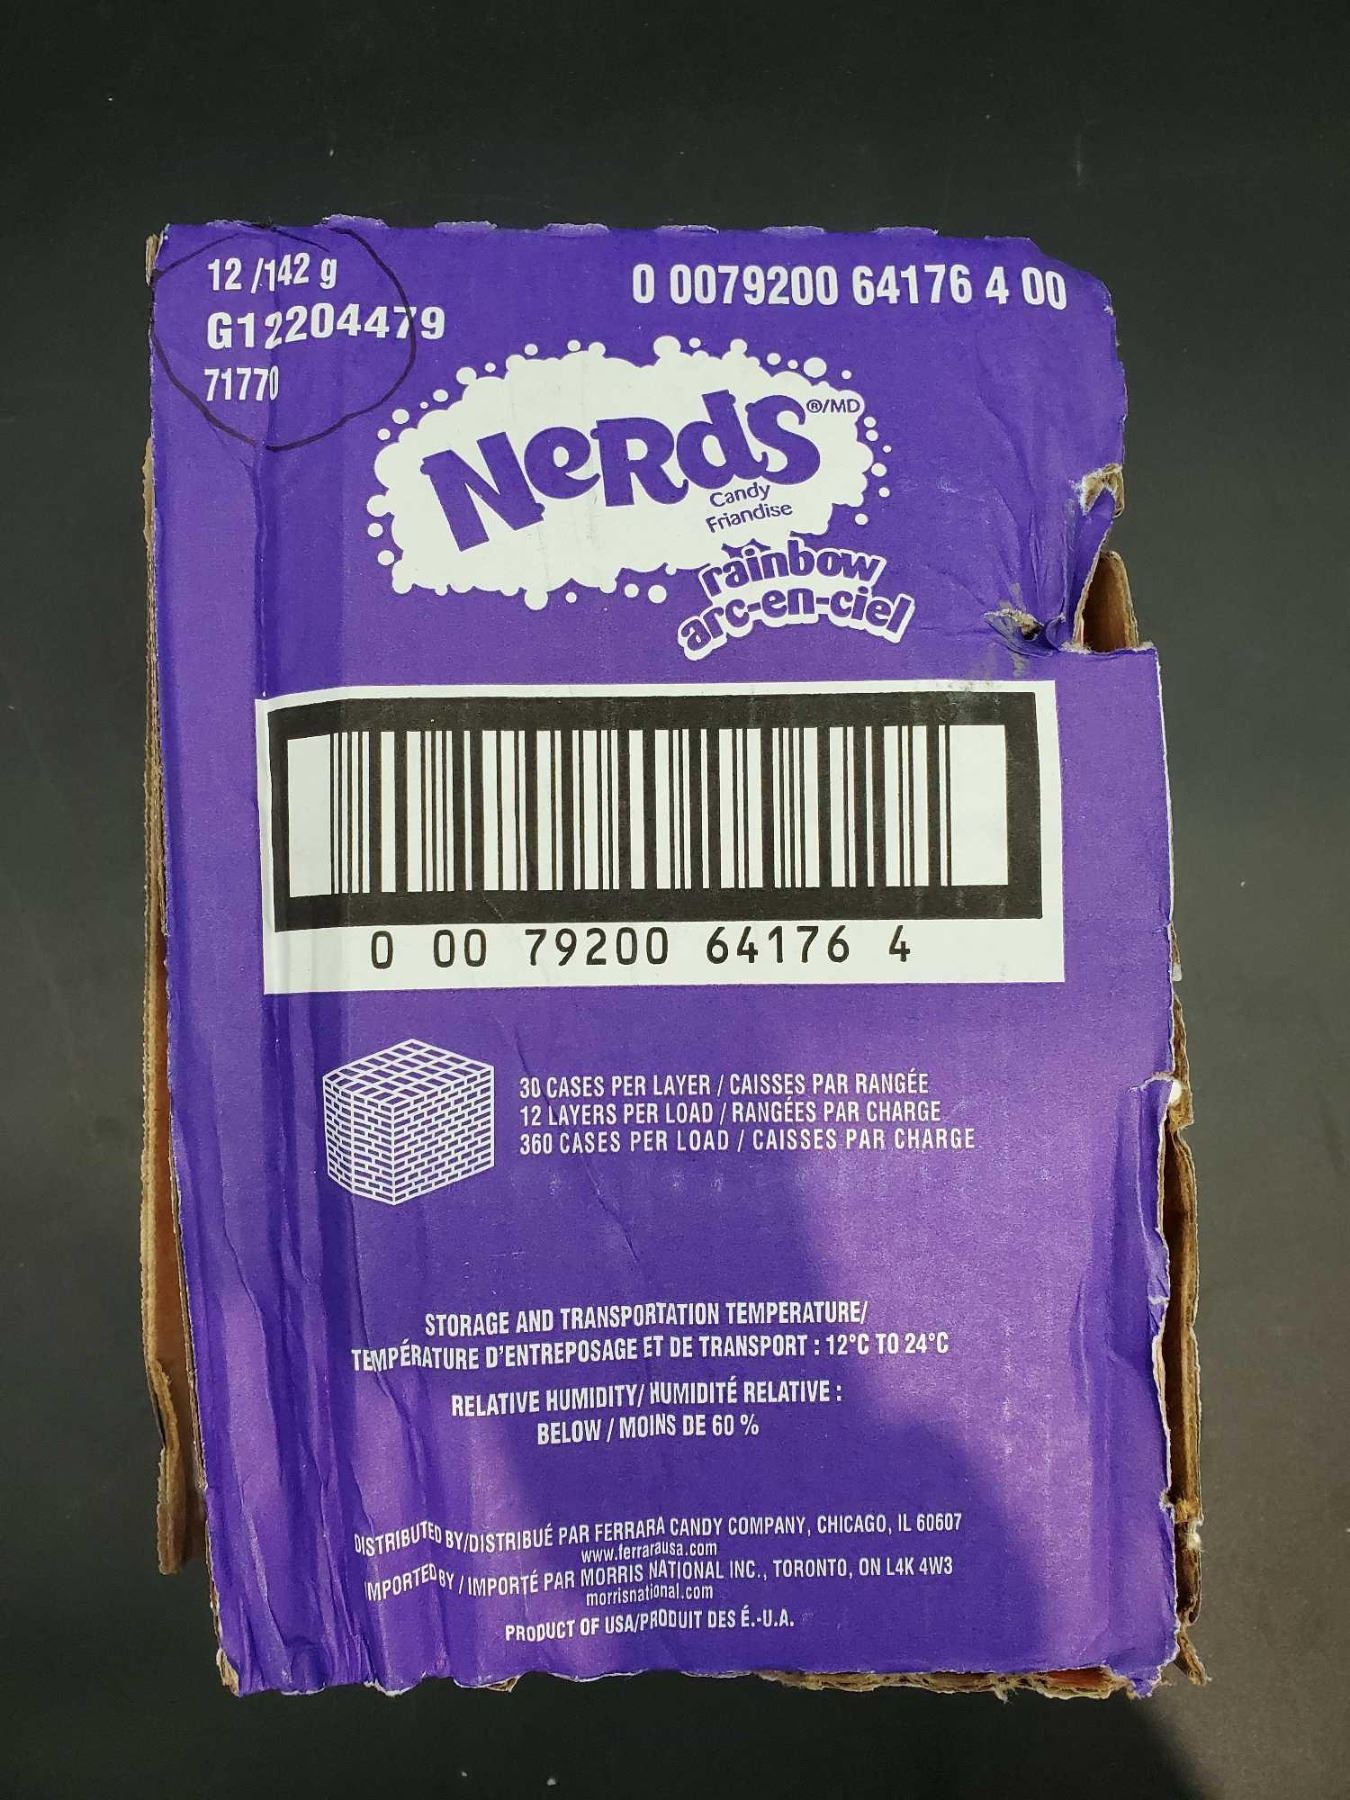 12 /142 g
0 0079200 64176 4 00
G12204479
71770
NeRdS ®/MD
Candy
Friandise
rainbow
arc-en-ciel
0 00 79200 64176 4
30 CASES PER LAYER / CAISSES PAR RANGÉE
12 LAYERS PER LOAD / RANGÉES PAR CHARGE
360 CASES PER LOAD / CAISSES PAR CHARGE
STORAGE AND TRANSPORTATION TEMPERATURE/
TEMPÉRATURE D'ENTREPOSAGE ET DE TRANSPORT : 12°C TO 24°C
RELATIVE HUMIDITY/ HUMIDITÉ RELATIVE :
BELOW / MOINS DE 60 %
DISTRIBUTED BY/DISTRIBUÉ PAR FERRARA CANDY COMPANY, CHICAGO, IL 60607
www.ferrarausa.com
IMPORTED BY / IMPORTÉ PAR MORRIS NATIONAL INC., TORONTO, ON L4K 4W3
morrisnational.com
PRODUCT OF USA/PRODUIT DES É.-U.A.